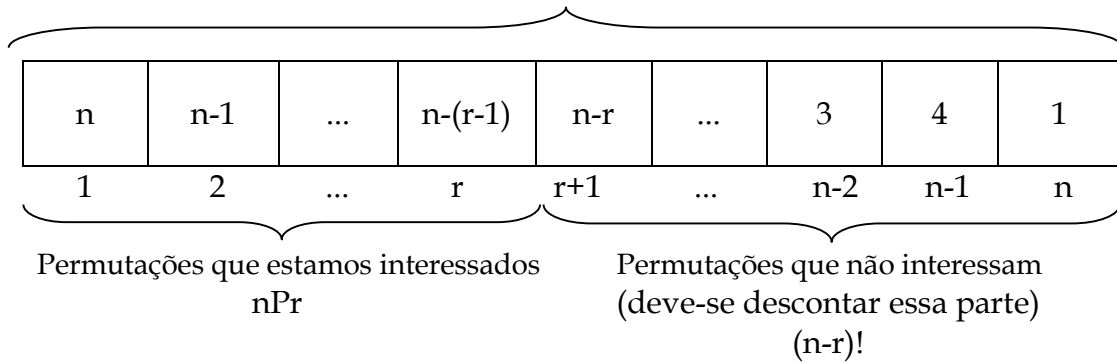 n n-1 ... n-(r-1) n-r ... 3 4 1
1 2 ... r r+1 ... n-2 n-1 n
Permutações que estamos interessados
nPr
Permutações que não interessam
(deve-se descontar essa parte)
(n-r)!